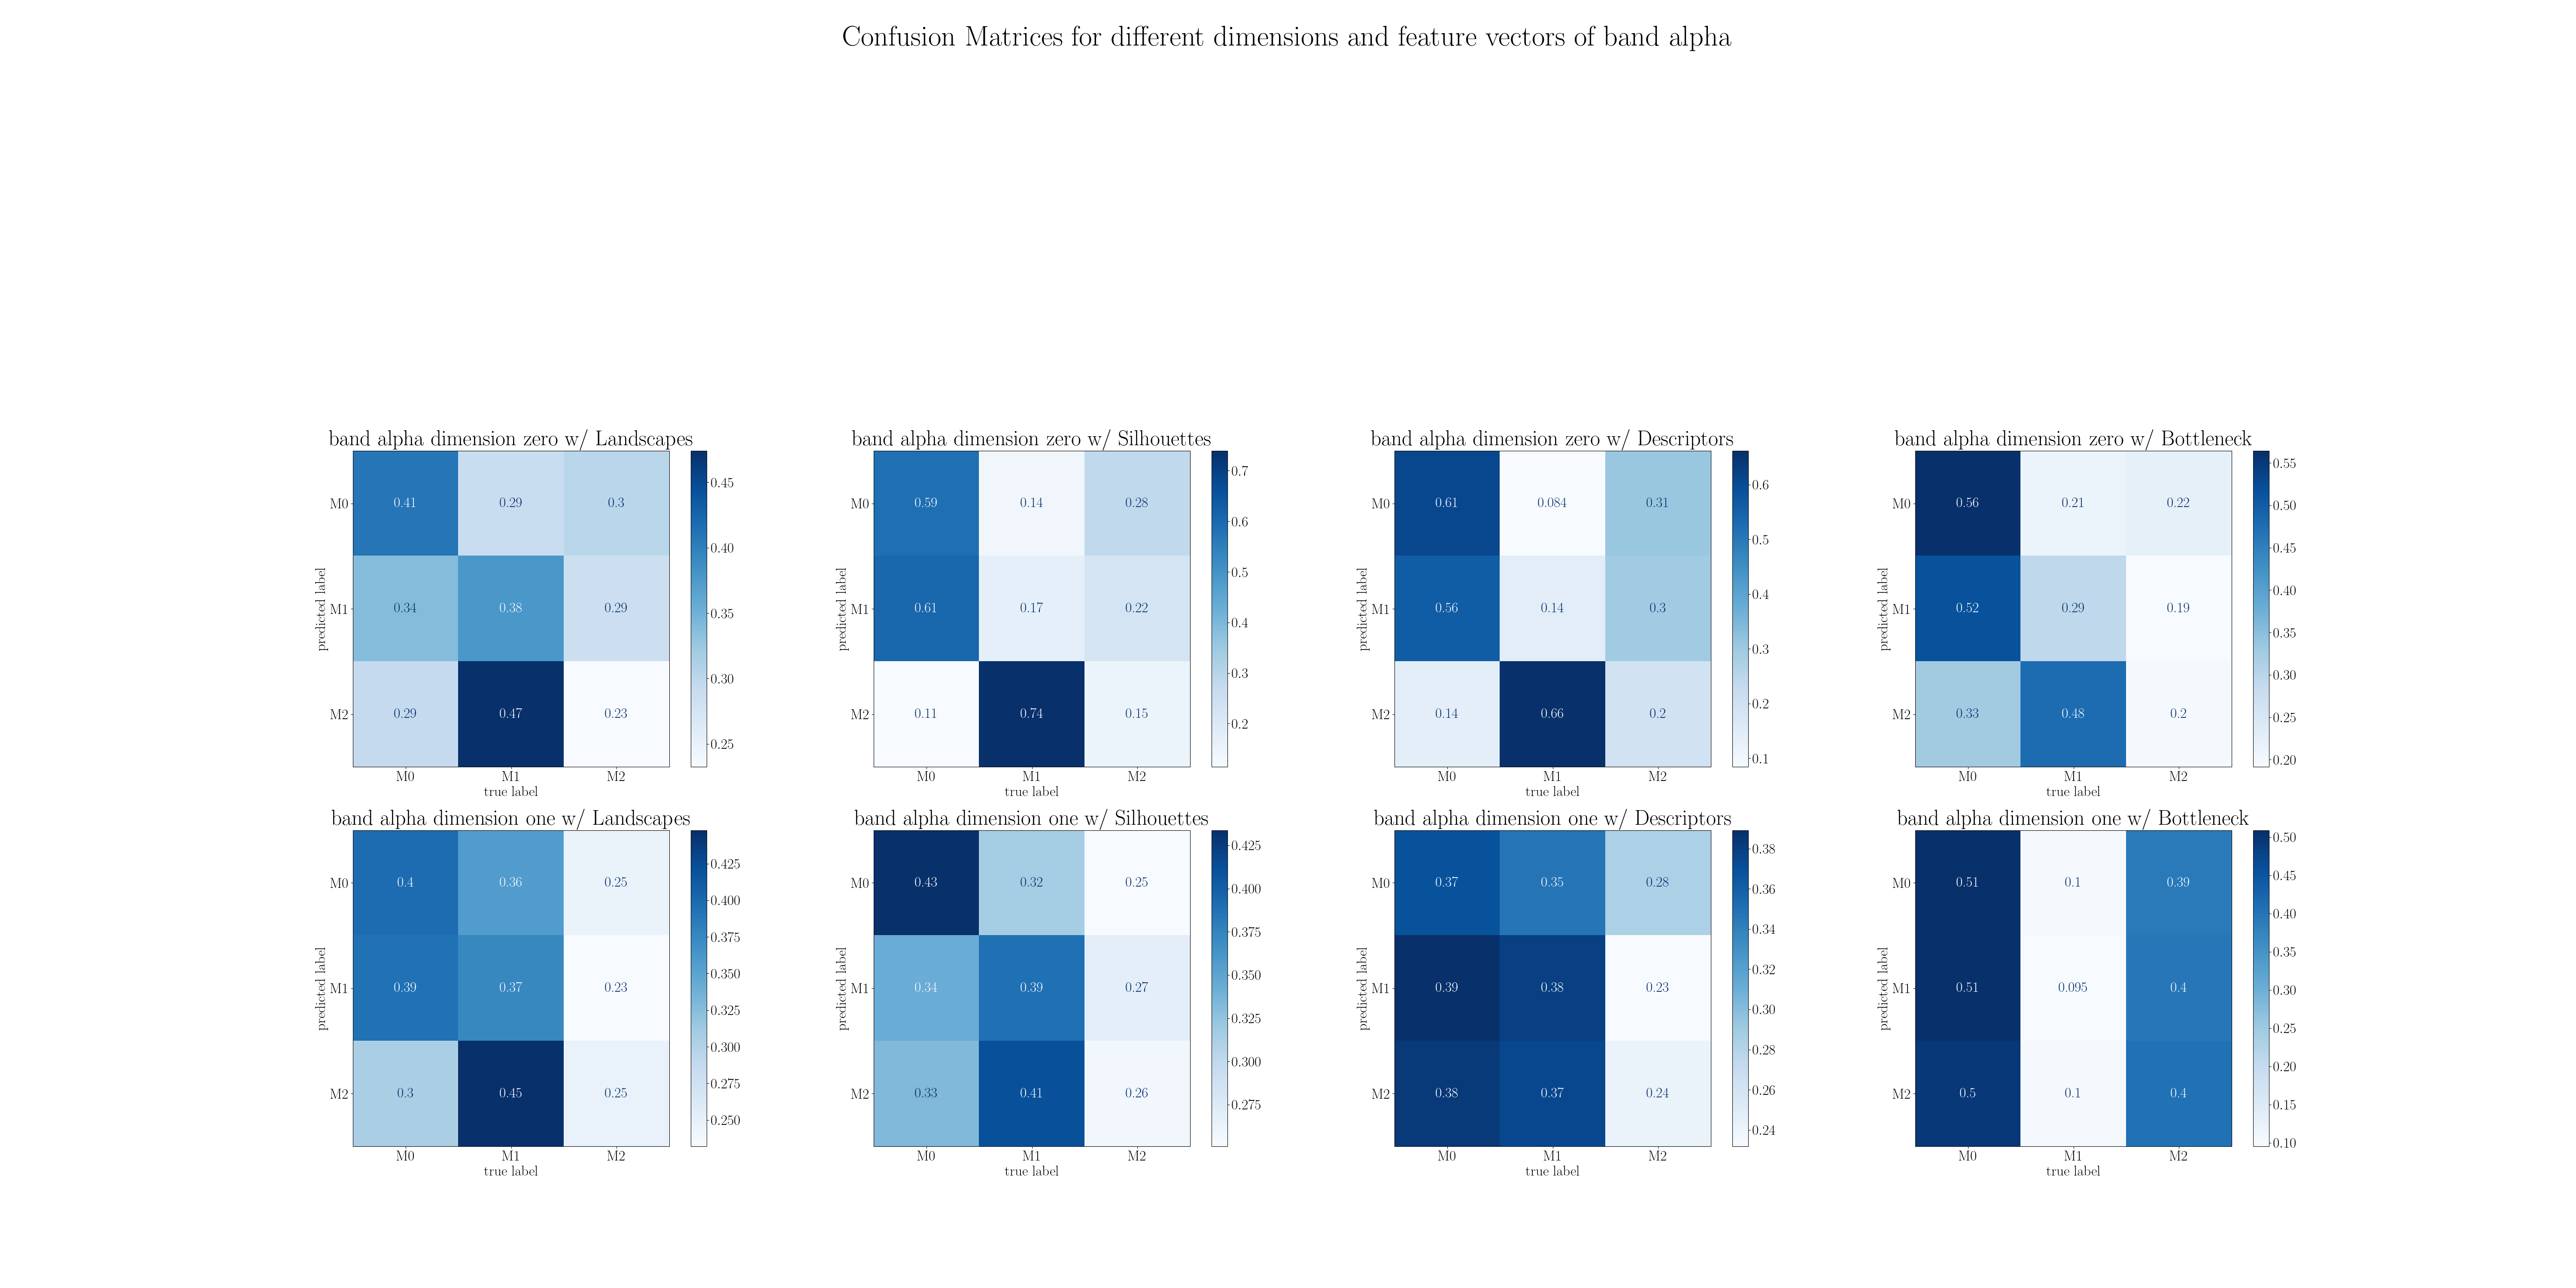 Confusion Matrices for different dimensions and feature vectors of band alpha
band alpha dimension zero w/ Landscapes
M0 0.41 0.29 0.3
M1 0.34 0.38 0.29
M2 0.29 0.47 0.23
M0 M1 M2
true label
predicted label
0.45
0.40
0.35
0.30
0.25
band alpha dimension zero w/ Silhouettes
M0 0.59 0.14 0.28
M1 0.61 0.17 0.22
M2 0.11 0.74 0.15
M0 M1 M2
true label
predicted label
0.7
0.6
0.5
0.4
0.3
0.2
band alpha dimension zero w/ Descriptors
M0 0.61 0.084 0.31
M1 0.56 0.14 0.3
M2 0.14 0.66 0.2
M0 M1 M2
true label
predicted label
0.6
0.5
0.4
0.3
0.2
0.1
band alpha dimension zero w/ Bottleneck
M0 0.56 0.21 0.22
M1 0.52 0.29 0.19
M2 0.33 0.48 0.2
M0 M1 M2
true label
predicted label
0.55
0.50
0.45
0.40
0.35
0.30
0.25
0.20
band alpha dimension one w/ Landscapes
M0 0.4 0.36 0.25
M1 0.39 0.37 0.23
M2 0.3 0.45 0.25
M0 M1 M2
true label
predicted label
0.425
0.400
0.375
0.350
0.325
0.300
0.275
0.250
band alpha dimension one w/ Silhouettes
M0 0.43 0.32 0.25
M1 0.34 0.39 0.27
M2 0.33 0.41 0.26
M0 M1 M2
true label
predicted label
0.425
0.400
0.375
0.350
0.325
0.300
0.275
band alpha dimension one w/ Descriptors
M0 0.37 0.35 0.28
M1 0.39 0.38 0.23
M2 0.38 0.37 0.24
M0 M1 M2
true label
predicted label
0.38
0.36
0.34
0.32
0.30
0.28
0.26
0.24
band alpha dimension one w/ Bottleneck
M0 0.51 0.1 0.39
M1 0.51 0.095 0.4
M2 0.5 0.1 0.4
M0 M1 M2
true label
predicted label
0.50
0.45
0.40
0.35
0.30
0.25
0.20
0.15
0.10